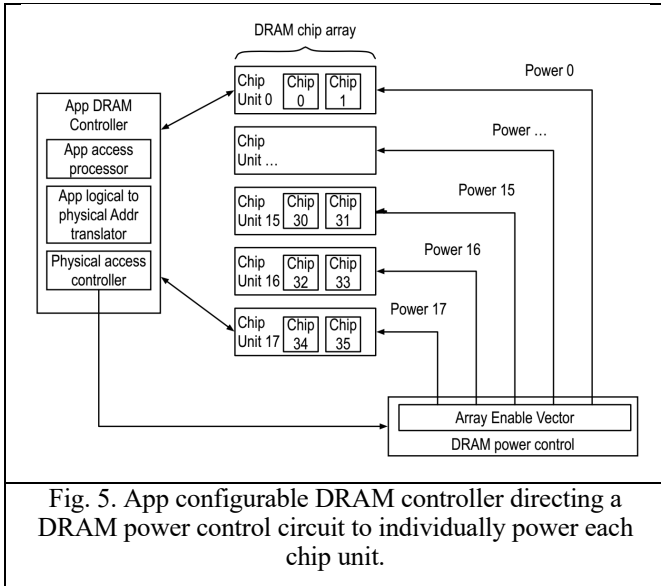 DRAM chip array
Power 0
Chip
Unit 0
Chip
0
Chip
1
App DRAM
Controller
App access
processor
App logical to
physical Addr
translator
Physical access
controller
Power …
Chip
Unit …
Power 15
Chip
Unit 15
Chip
30
Chip
31
Power 16
Chip
Unit 16
Chip
32
Chip
33
Power 17
Chip
Unit 17
Chip
34
Chip
35
Array Enable Vector
DRAM power control
Fig. 5. App configurable DRAM controller directing a
DRAM power control circuit to individually power each
chip unit.